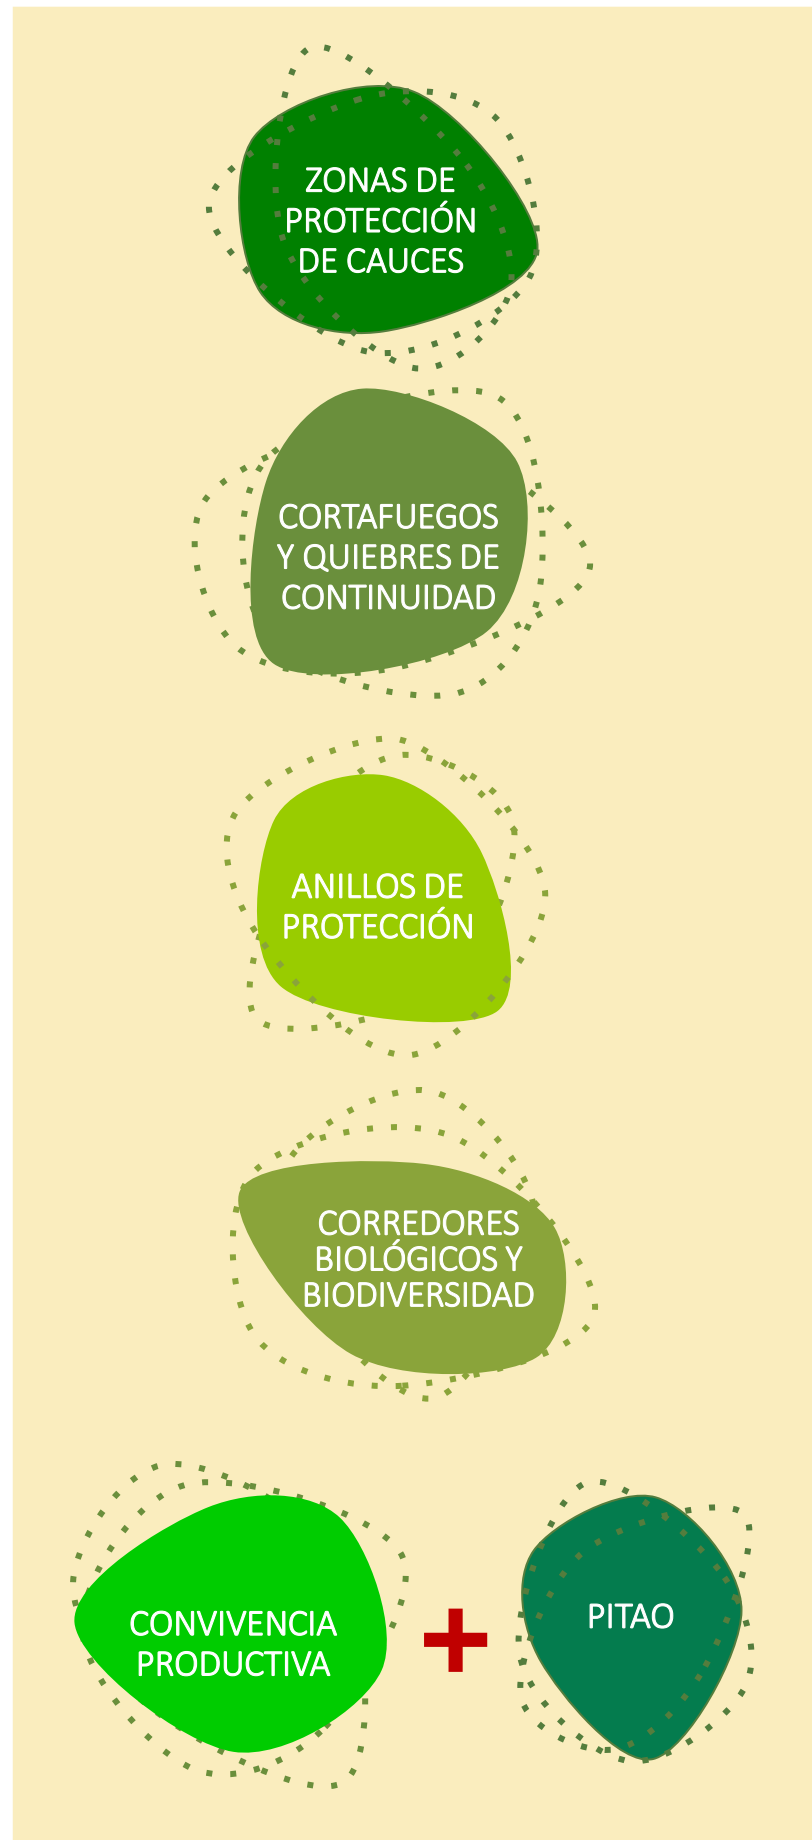 ZONAS DE
PROTECCIÓN
DE CAUCES
CORTAFUEGOS
Y QUIEBRES DE
CONTINUIDAD
ANILLOS DE
PROTECCIÓN
CORREDORES
BIOLÓGICOS Y
BIODIVERSIDAD
CONVIVENCIA
PRODUCTIVA
+
PITAO